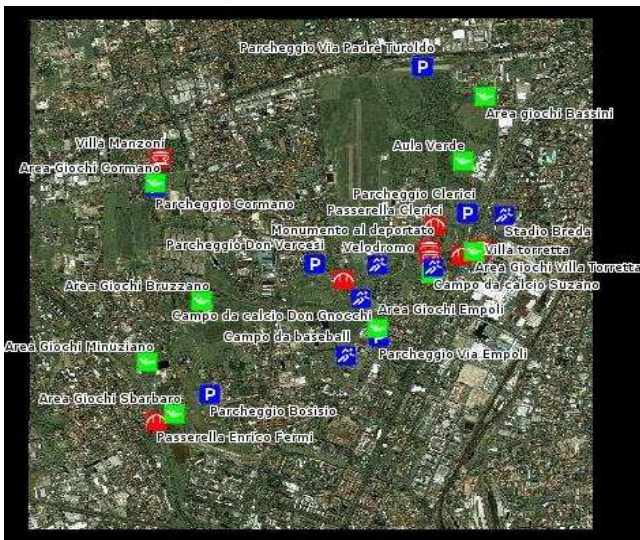 Parcheggio Via Padre Turoldo
P
Area giochi Bassini
Villa Manzoni
Aula Verde
Area Giochi Cormano
Parcheggio Clerici
Parcheggio Cormano
Passerella Clerici
P
Monumento al deportato
Stadio Breda
Parcheggio Don Vercesi
Velodromo
Villa torretta
P
Area Giochi Villa Torretta
Area Giochi Bruzzano
Campo da calcio Suzano
Campo da calcio Don Gnocchi
Area Giochi Empoli
Campo da baseball
Area Giochi Minuziano
Parcheggio Via Empoli
Area Giochi Sbarbaro
P
Parcheggio Bosisio
Passerella Enrico Fermi